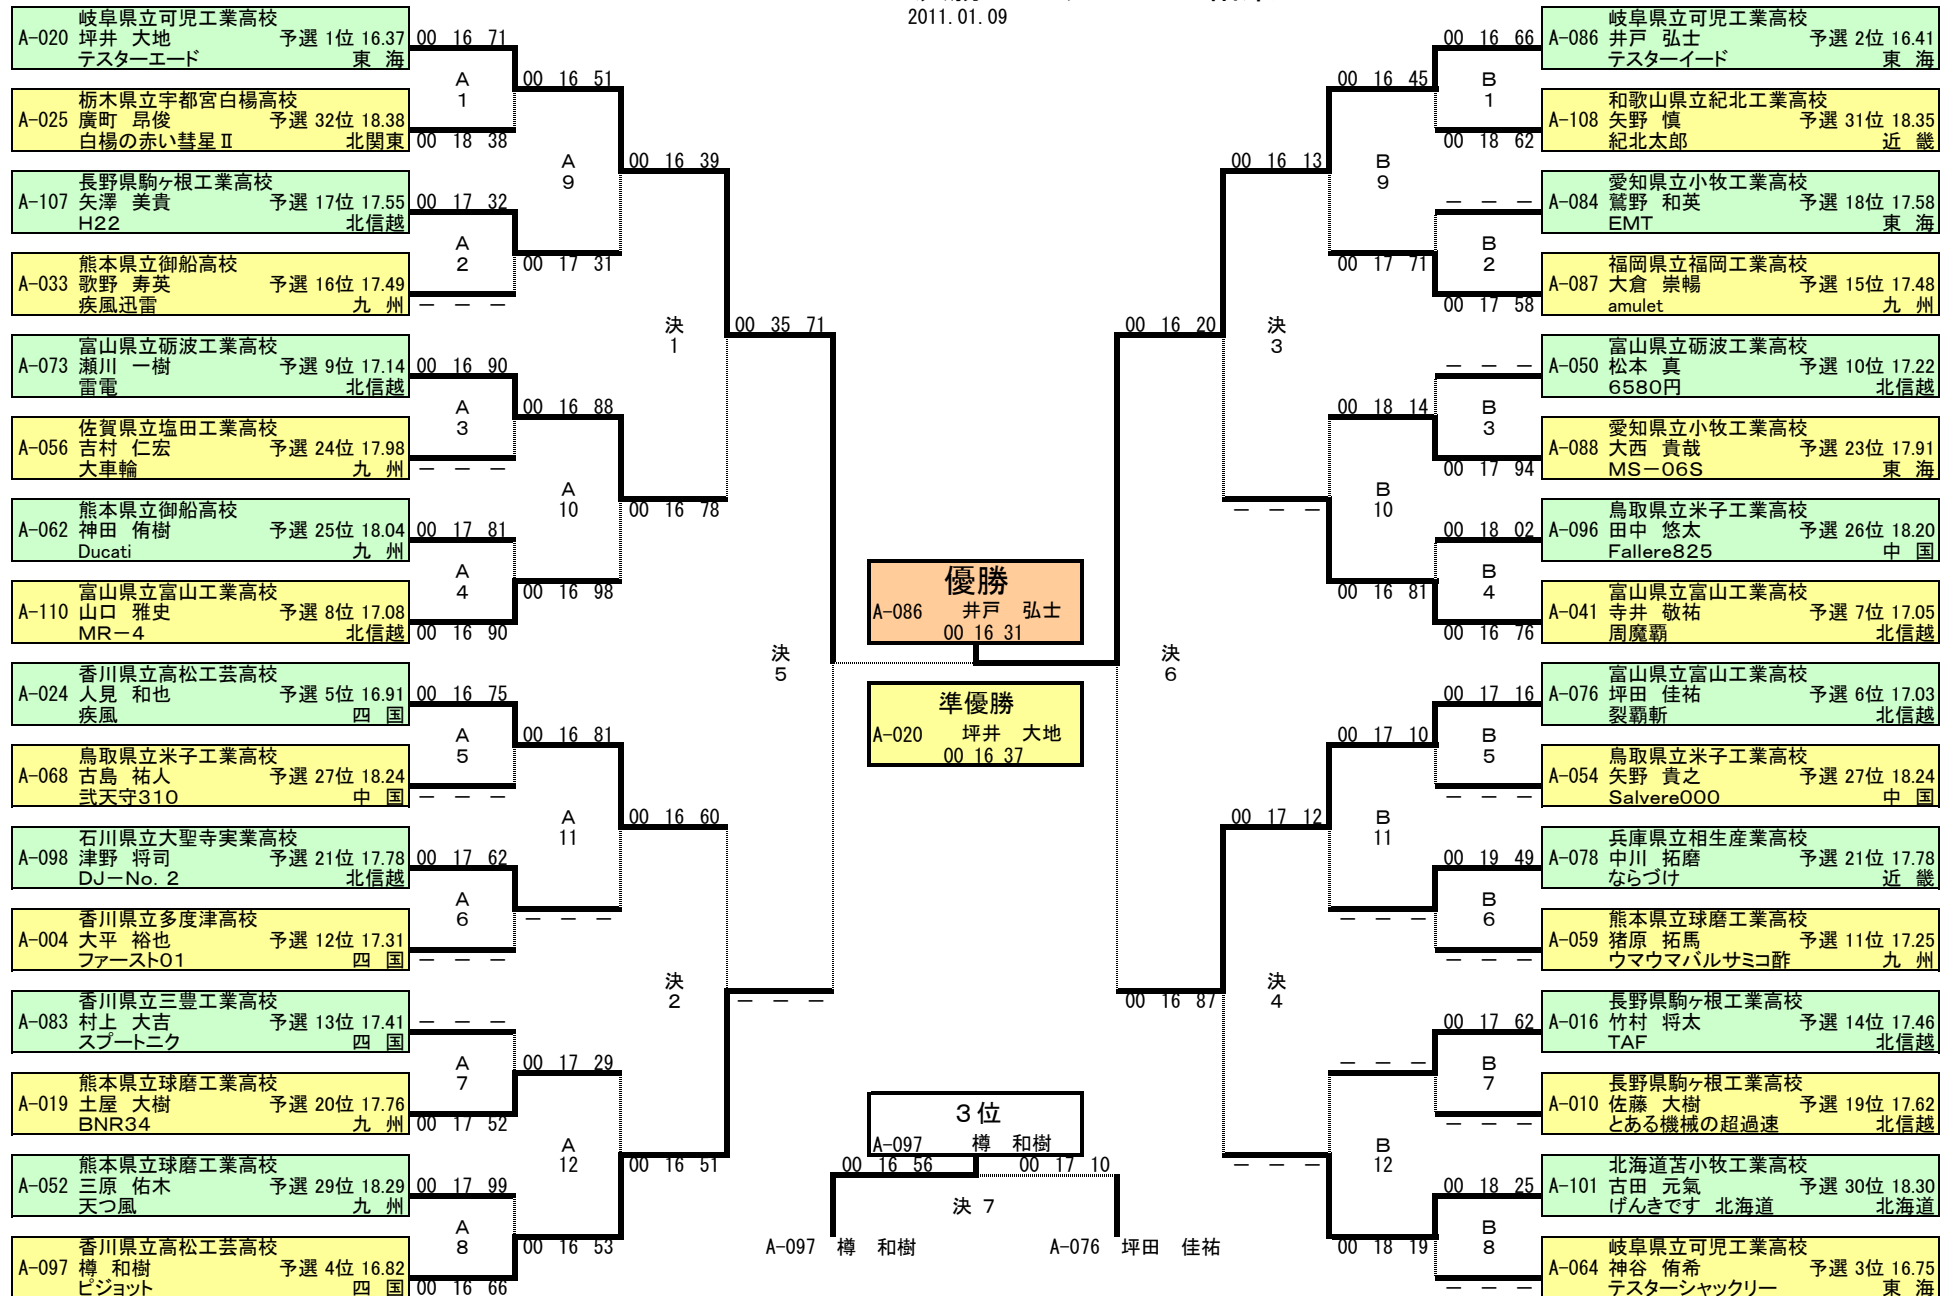 2011.01.09
岐阜県立可児工業高校
A-020 坪井 大地 予選 1位 16.37
テスターエード 東 海
00 16 71
A
1
栃木県立宇都宮白楊高校
A-025 廣町 昂俊 予選 32位 18.38
白楊の赤い彗星Ⅱ 北関東
00 18 38
00 16 51
A
9
長野県駒ヶ根工業高校
A-107 矢澤 美貴 予選 17位 17.55
H22 北信越
00 17 32
A
2
熊本県立御船高校
A-033 歌野 寿英 予選 16位 17.49
疾風迅雷 九 州
— — —
00 17 31
00 16 39
決
1
富山県立砺波工業高校
A-073 瀬川 一樹 予選 9位 17.14
雷電 北信越
00 16 90
A
3
佐賀県立塩田工業高校
A-056 吉村 仁宏 予選 24位 17.98
大車輪 九 州
— — —
00 16 88
A
10
熊本県立御船高校
A-062 神田 侑樹 予選 25位 18.04
Ducati 九 州
00 17 81
A
4
富山県立富山工業高校
A-110 山口 雅史 予選 8位 17.08
MR－4 北信越
00 16 90
00 16 98
00 16 78
00 35 71
決
5
香川県立高松工芸高校
A-024 人見 和也 予選 5位 16.91
疾風 四 国
00 16 75
A
5
鳥取県立米子工業高校
A-068 古島 祐人 予選 27位 18.24
弐天守310 中 国
— — —
00 16 81
A
11
石川県立大聖寺実業高校
A-098 津野 将司 予選 21位 17.78
DJ－No. 2 北信越
00 17 62
A
6
香川県立多度津高校
A-004 大平 裕也 予選 12位 17.31
ファースト01 四 国
— — —
— — —
00 16 60
決
2
香川県立三豊工業高校
A-083 村上 大吉 予選 13位 17.41
スプートニク 四 国
— — —
A
7
熊本県立球磨工業高校
A-019 土屋 大樹 予選 20位 17.76
BNR34 九 州
00 17 52
00 17 29
A
12
熊本県立球磨工業高校
A-052 三原 佑木 予選 29位 18.29
天つ風 九 州
00 17 99
A
8
香川県立高松工芸高校
A-097 樽 和樹 予選 4位 16.82
ピジョット 四 国
00 16 66
00 16 53
00 16 51
— — —
優勝
A-086 井戸 弘士
00 16 31
準優勝
A-020 坪井 大地
00 16 37
3位
A-097 樽 和樹
00 16 56 00 17 10
決 7
A-097 樽 和樹 A-076 坪田 佳祐
岐阜県立可児工業高校
A-086 井戸 弘士 予選 2位 16.41
テスターイード 東 海
00 16 66
B
1
和歌山県立紀北工業高校
A-108 矢野 慎 予選 31位 18.35
紀北太郎 近 畿
00 18 62
00 16 45
B
9
愛知県立小牧工業高校
A-084 鷲野 和英 予選 18位 17.58
EMT 東 海
— — —
B
2
福岡県立福岡工業高校
A-087 大倉 崇暢 予選 15位 17.48
amulet 九 州
00 17 58
00 17 71
00 16 13
決
3
富山県立砺波工業高校
A-050 松本 真 予選 10位 17.22
6580円 北信越
— — —
B
3
愛知県立小牧工業高校
A-088 大西 貴哉 予選 23位 17.91
MS－06S 東 海
00 17 94
00 18 14
B
10
鳥取県立米子工業高校
A-096 田中 悠太 予選 26位 18.20
Fallere825 中 国
00 18 02
B
4
富山県立富山工業高校
A-041 寺井 敬祐 予選 7位 17.05
周魔覇 北信越
00 16 76
00 16 81
— — —
00 16 20
決
6
富山県立富山工業高校
A-076 坪田 佳祐 予選 6位 17.03
裂覇斬 北信越
00 17 16
B
5
鳥取県立米子工業高校
A-054 矢野 貴之 予選 27位 18.24
Salvere000 中 国
— — —
00 17 10
B
11
兵庫県立相生産業高校
A-078 中川 拓磨 予選 21位 17.78
ならづけ 近 畿
00 19 49
B
6
熊本県立球磨工業高校
A-059 猪原 拓馬 予選 11位 17.25
ウマウマバルサミコ酢 九 州
— — —
— — —
00 17 12
決
4
長野県駒ヶ根工業高校
A-016 竹村 将太 予選 14位 17.46
TAF 北信越
00 17 62
B
7
長野県駒ヶ根工業高校
A-010 佐藤 大樹 予選 19位 17.62
とある機械の超過速 北信越
— — —
— — —
B
12
北海道苫小牧工業高校
A-101 古田 元氣 予選 30位 18.30
げんきです 北海道 北海道
00 18 25
B
8
岐阜県立可児工業高校
A-064 神谷 侑希 予選 3位 16.75
テスターシャックリー 東 海
— — —
00 18 19
— — —
00 16 87